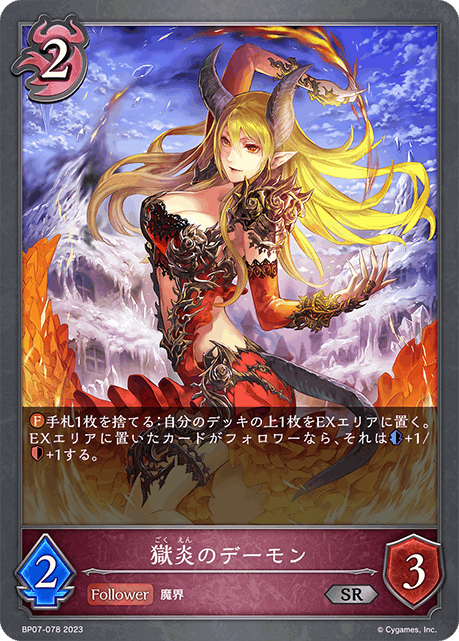 2
F 手札1枚を捨てる：自分のデッキの上1枚をEXエリアに置く。
EXエリアに置いたカードがフォロワーなら、それは+1/
+1する。
ごくえん
獄炎のデーモン
2
Follower 魔界
SR
3
BP07-078 2023
© Cygames, Inc.